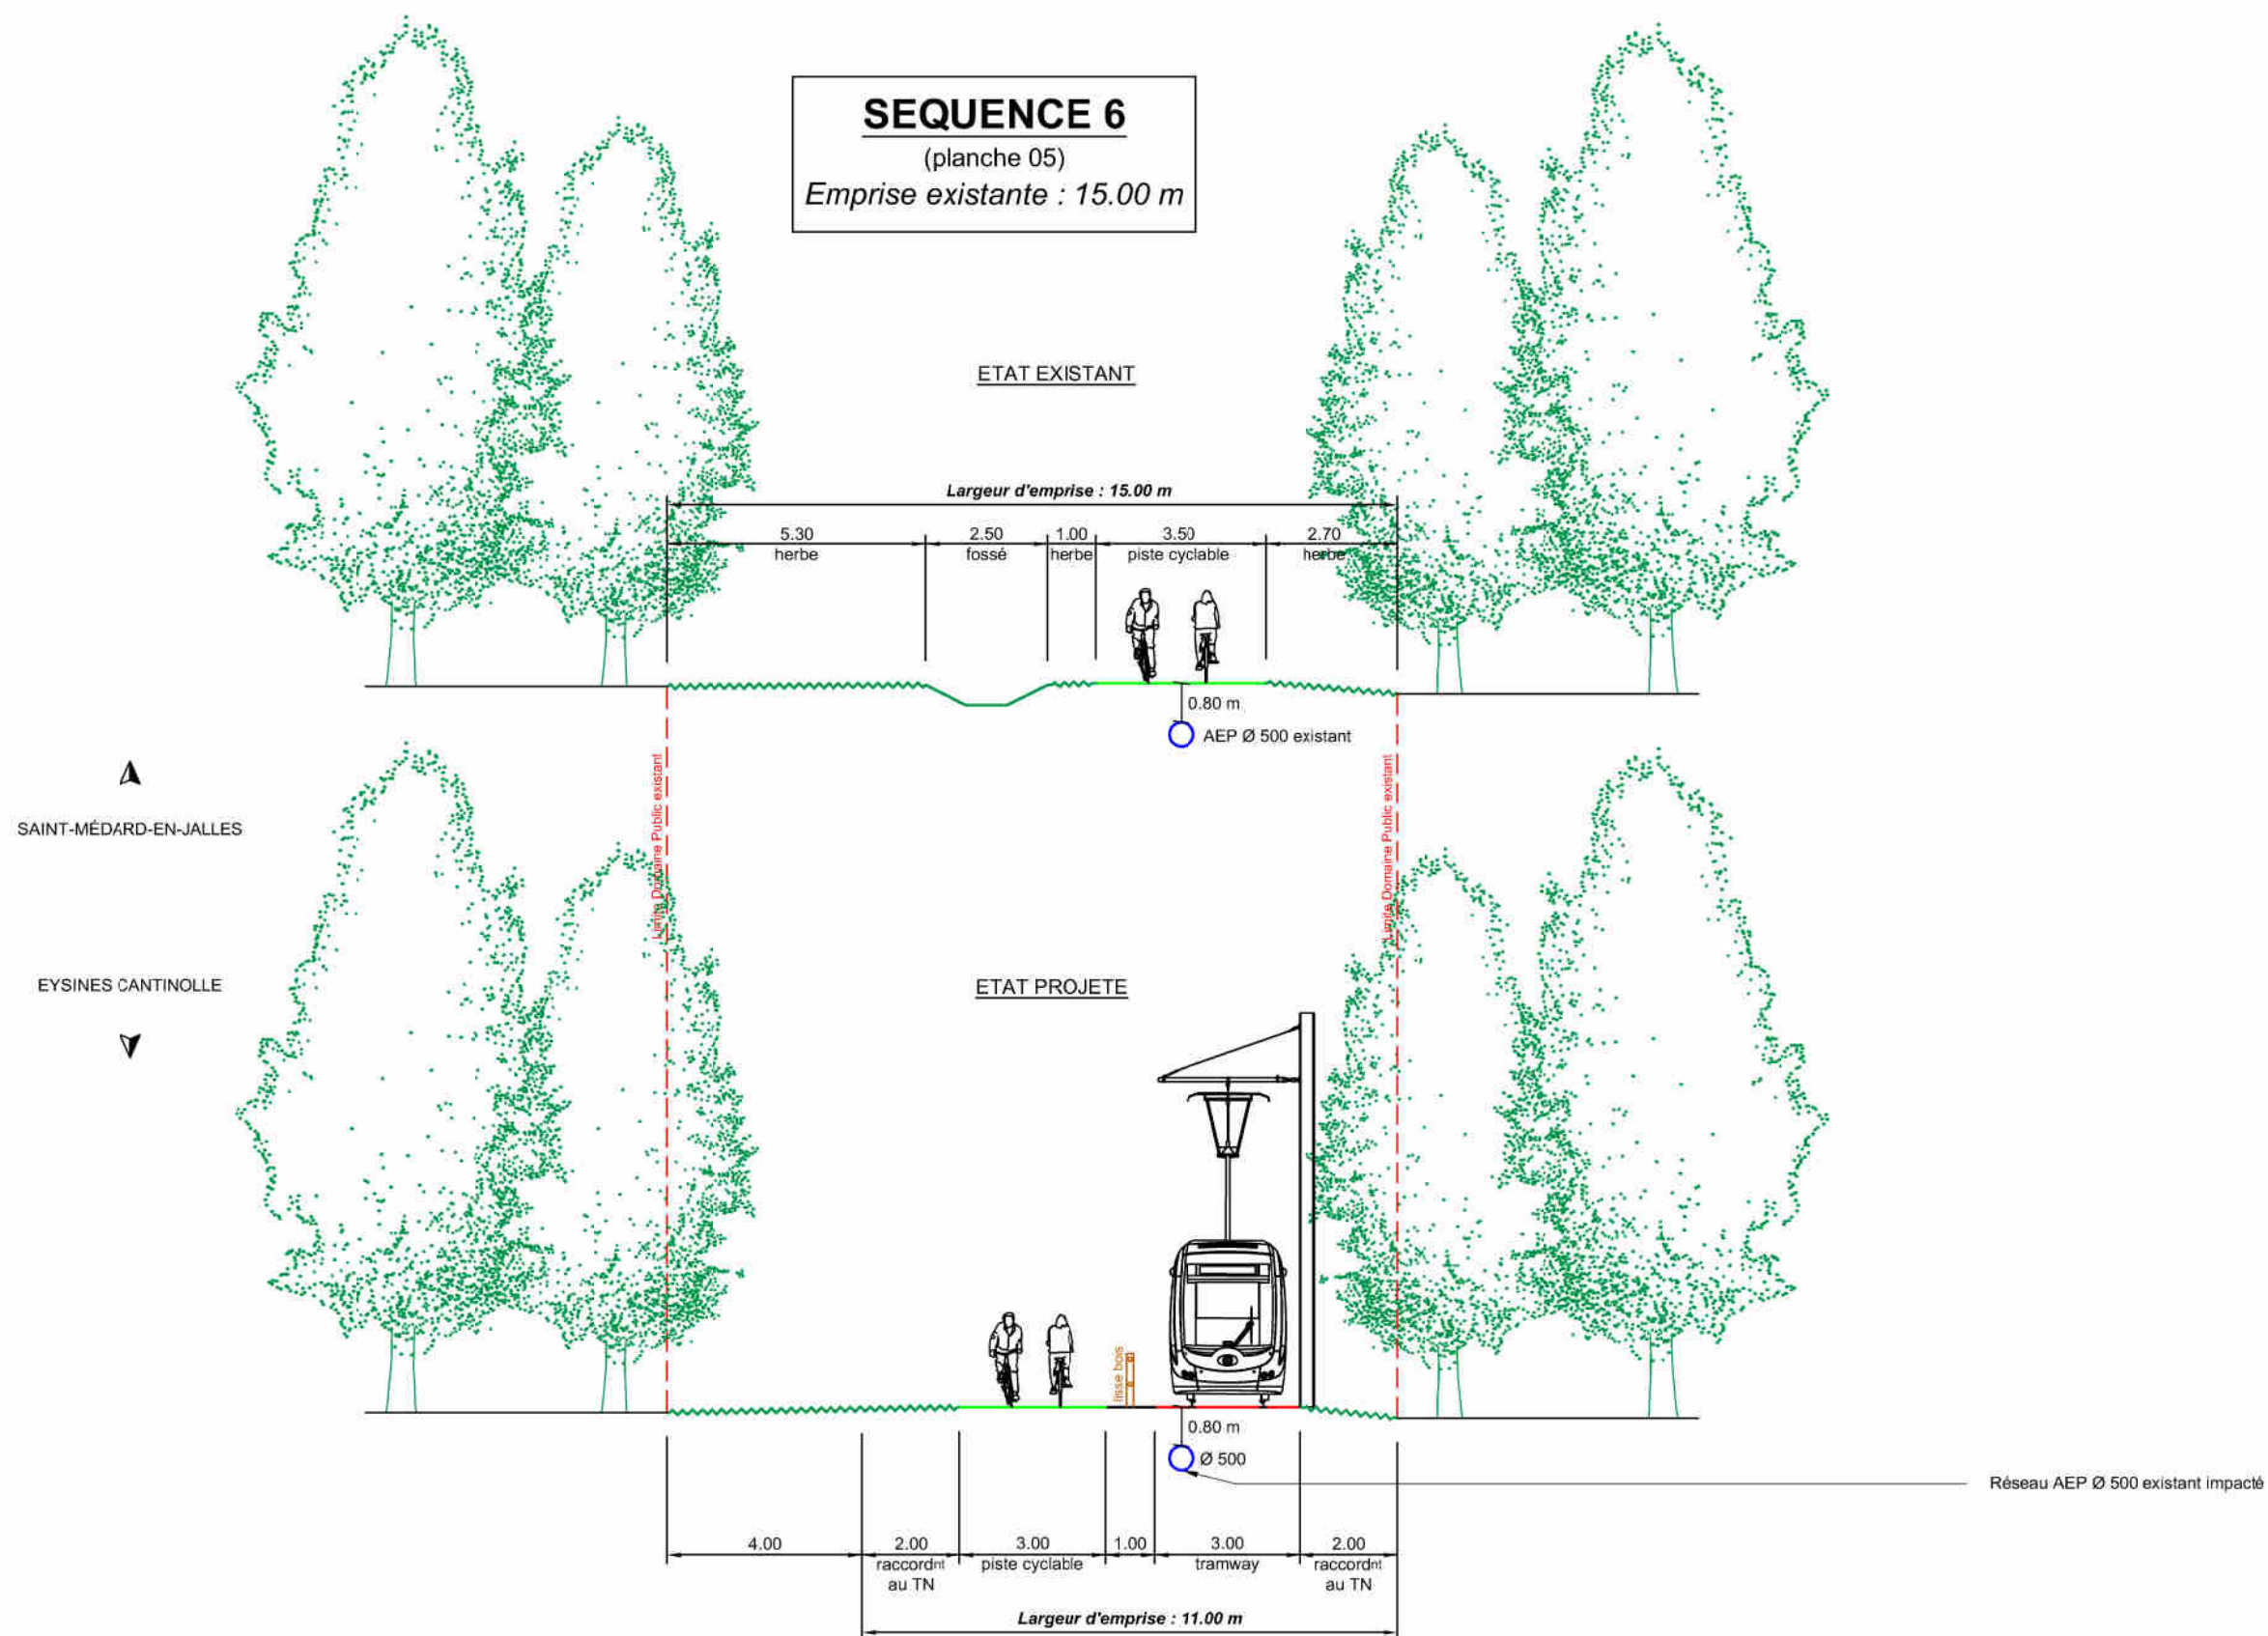 SEQUENCE 6
(planche 05)
Emprise existante : 15.00 m
ETAT EXISTANT
Largeur d'emprise : 15.00 m
5.30 2.50 1.00 3.50 2.70
herbe fossé herbe piste cyclable herbe
0.80 m
AEP Ø 500 existant
Limite Domaine Public existant
Limite Domaine Public existant
SAINT-MÉDARD-EN-JALLES
EYSINES CANTINOLLE
ETAT PROJETE
lisse bois
0.80 m
Ø 500
Réseau AEP Ø 500 existant impacté
4.00 2.00 3.00 1.00 3.00 2.00
raccordnt piste cyclable tramway raccordnt
au TN au TN
Largeur d'emprise : 11.00 m